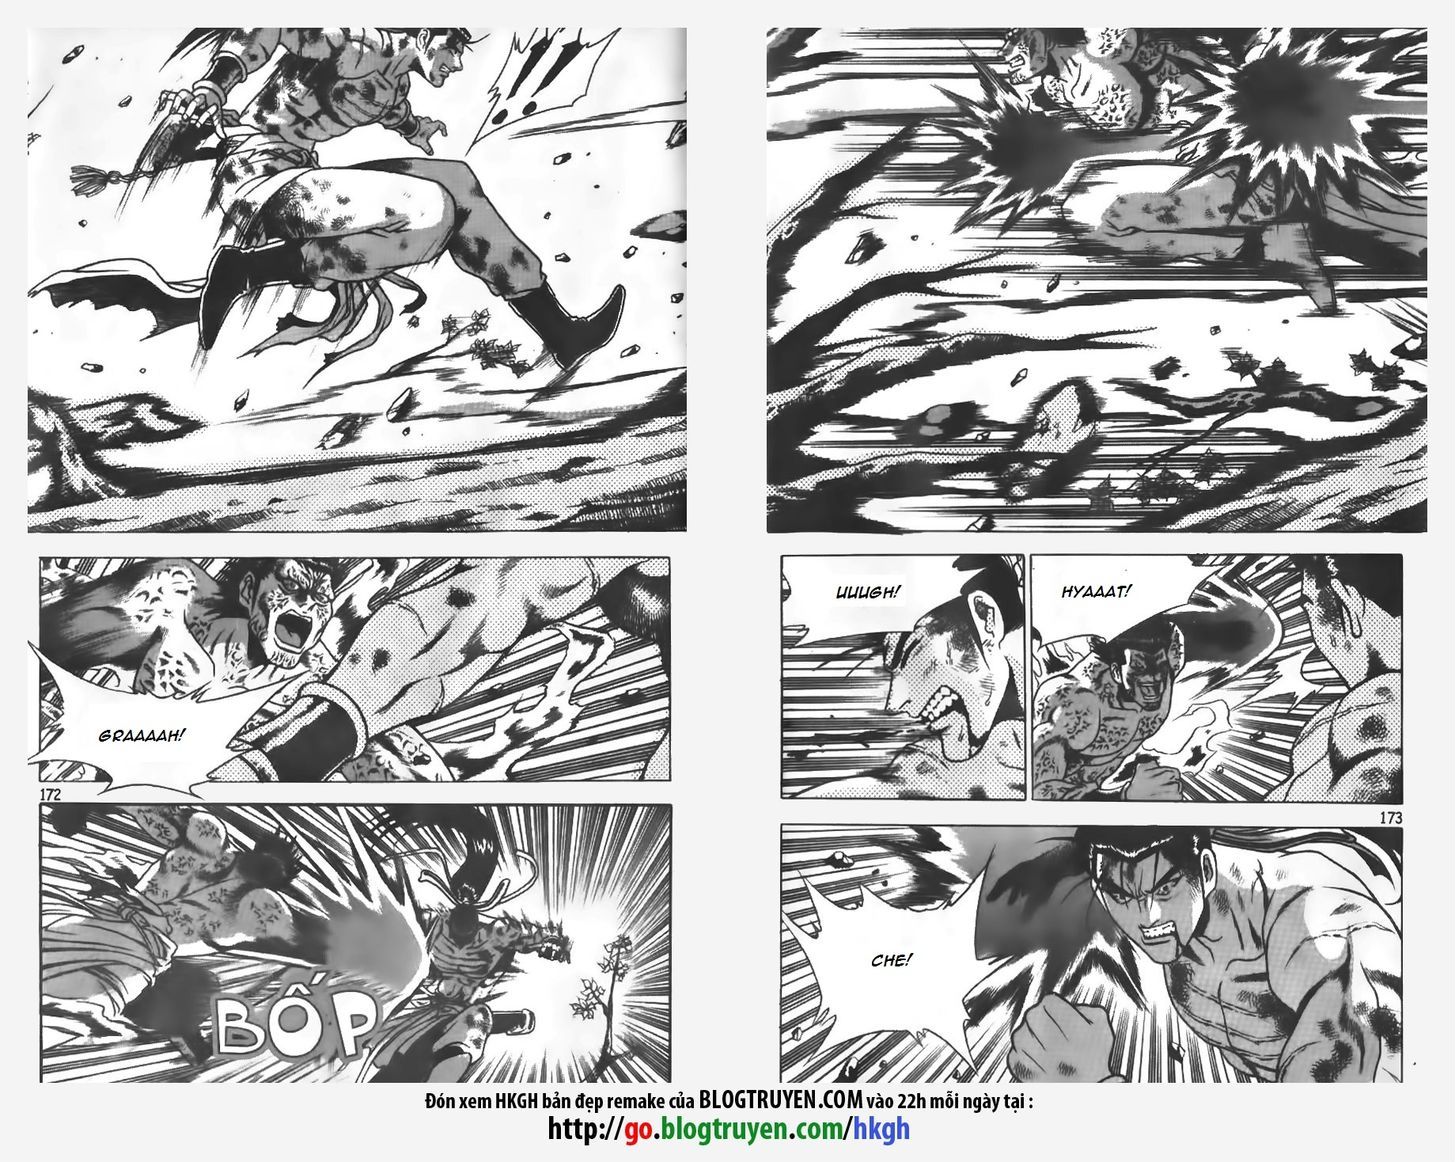 !!
GRAAAAH!
172
BỐP
UUUGH!
HYAAAT!
173
CHE!
Đón xem HKGH bản đẹp remake của BLOGTRUYEN.COM vào 22h mỗi ngày tại :
http://go.blogtruyen.com/hkgh